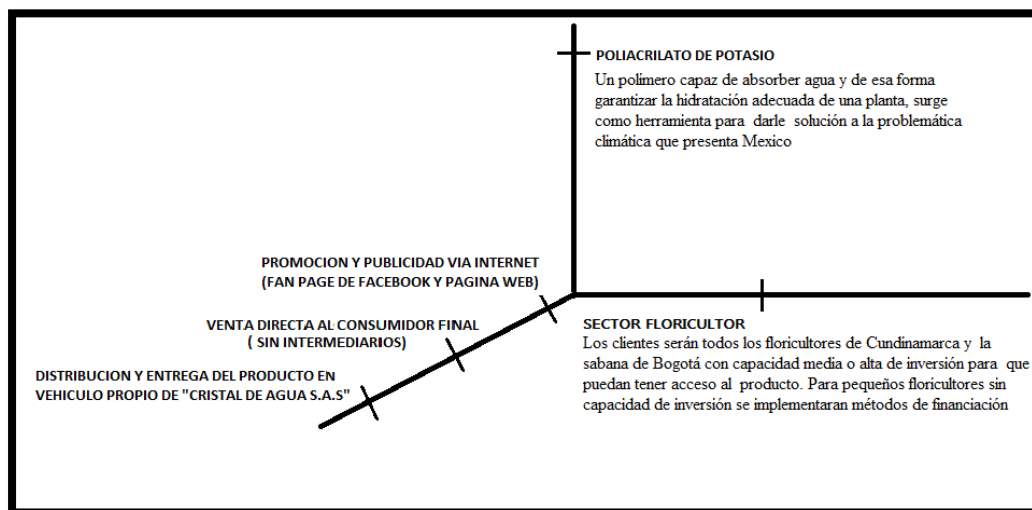 POLIACRILATO DE POTASIO
Un polimero capaz de absorber agua y de esa forma
garantizar la hidratación adecuada de una planta, surge
como herramienta para darle solución a la problemática
climática que presenta Mexico
PROMOCION Y PUBLICIDAD VIA INTERNET
(FAN PAGE DE FACEBOOK Y PAGINA WEB)
VENTA DIRECTA AL CONSUMIDOR FINAL
( SIN INTERMEDIARIOS)
DISTRIBUCION Y ENTREGA DEL PRODUCTO EN
VEHICULO PROPIO DE "CRISTAL DE AGUA S.A.S"
SECTOR FLORICULTOR
Los clientes serán todos los floricultores de Cundinamarca y la
sabana de Bogotá con capacidad media o alta de inversión para que
puedan tener acceso al producto. Para pequeños floricultores sin
capacidad de inversión se implementaran métodos de financiación